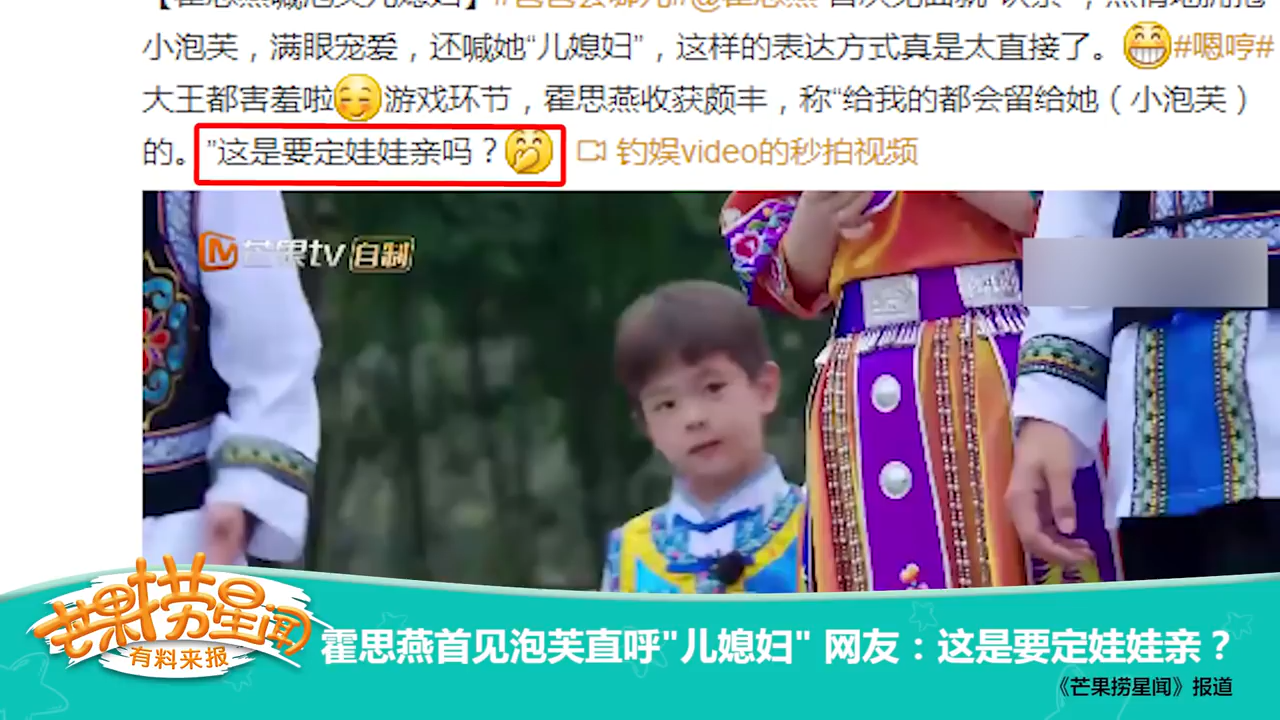 小泡芙，满眼宠爱，还喊她“儿媳妇”，这样的表达方式真是太直接了。#嗯哼#
大王都害羞啦 游戏环节，霍思燕收获颇丰，称“给我的都会留给她（小泡芙）
的。”这是要定娃娃亲吗？ 钓娱video的秒拍视频
芒果tv 自制
芒果捞星闻
有料来报
霍思燕首见泡芙直呼"儿媳妇" 网友：这是要定娃娃亲？
《芒果捞星闻》报道